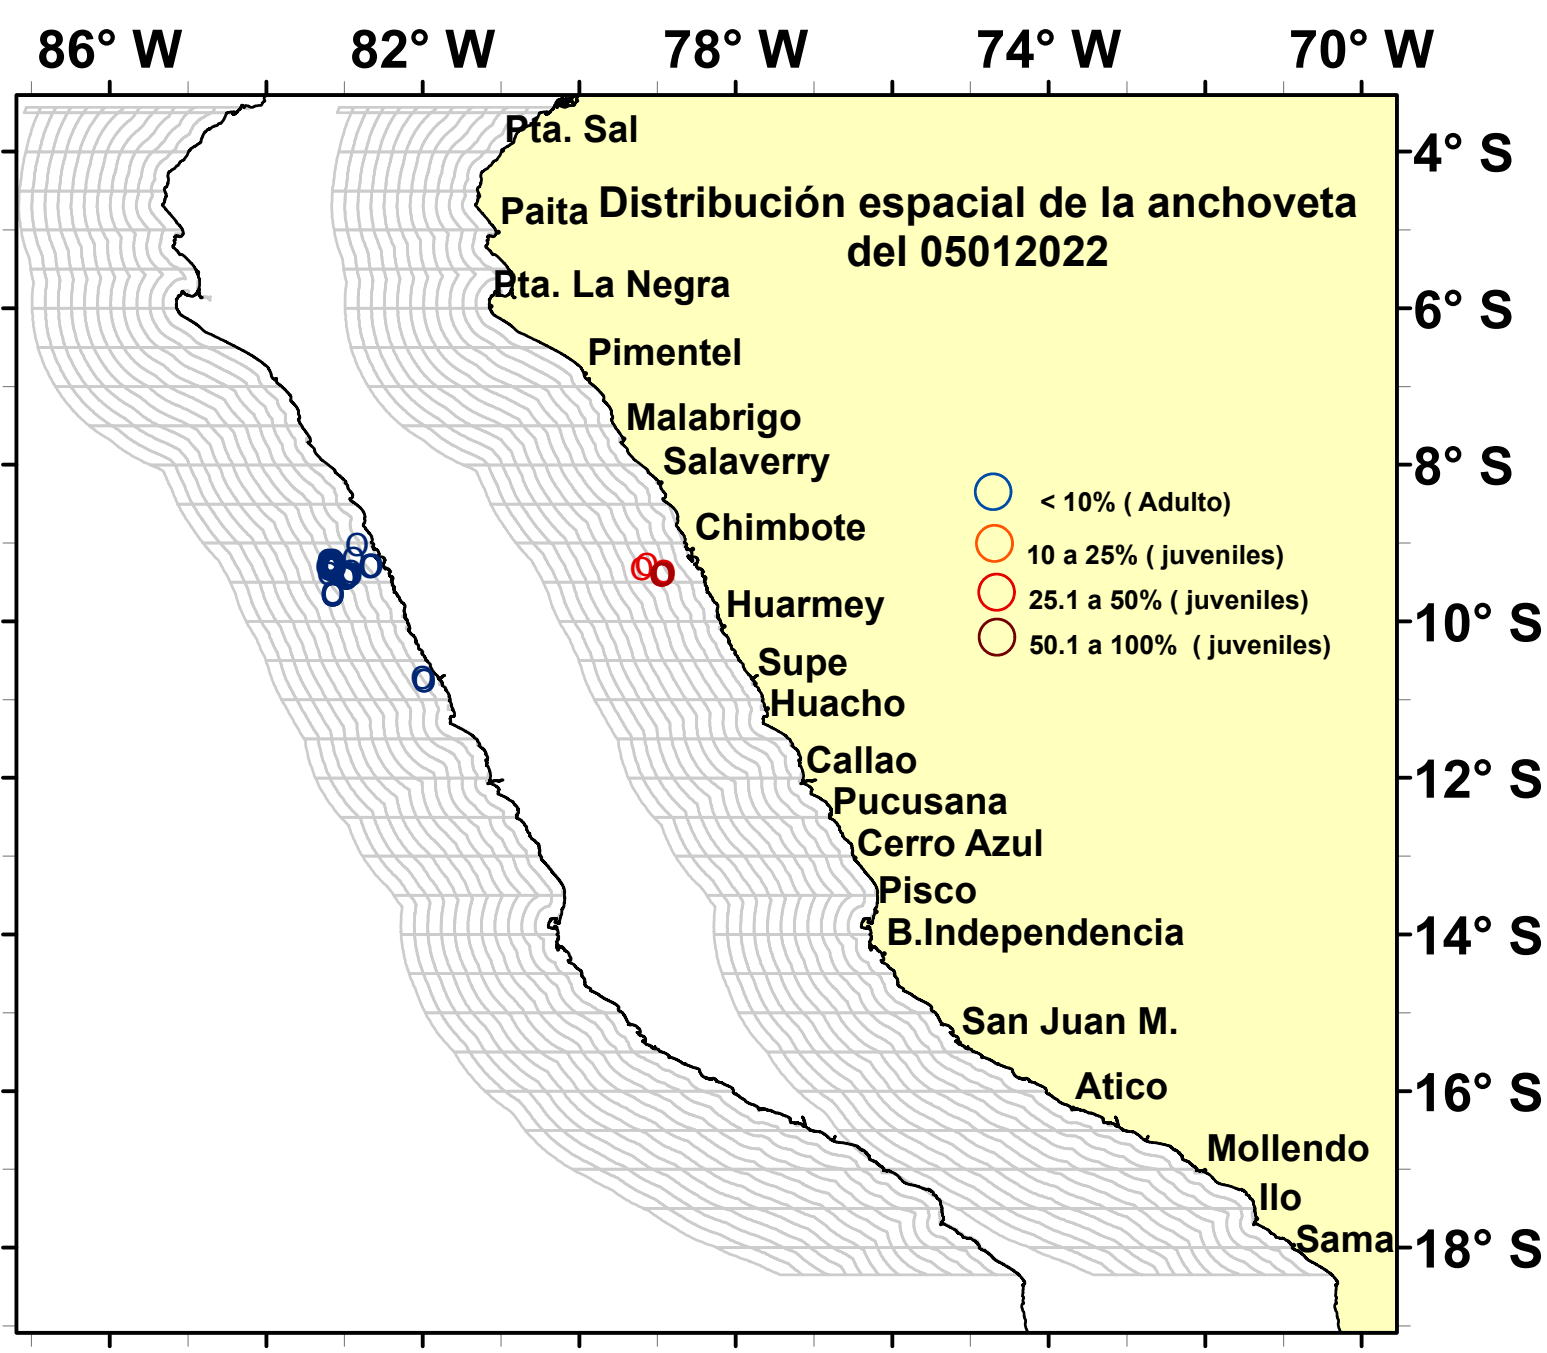 86° W 82° W 78° W 74° W 70° W
Pta. Sal
4° S
Paita
Distribución espacial de la anchoveta
del 05012022
Pta. La Negra
6° S
Pimentel
Malabrigo
Salaverry
8° S
< 10% ( Adulto)
Chimbote
10 a 25% ( juveniles)
25.1 a 50% ( juveniles)
Huarmey
10° S
50.1 a 100% ( juveniles)
Supe
Huacho
Callao
12° S
Pucusana
Cerro Azul
Pisco
B.Independencia
14° S
San Juan M.
Atico
16° S
Mollendo
Ilo
Sama
18° S